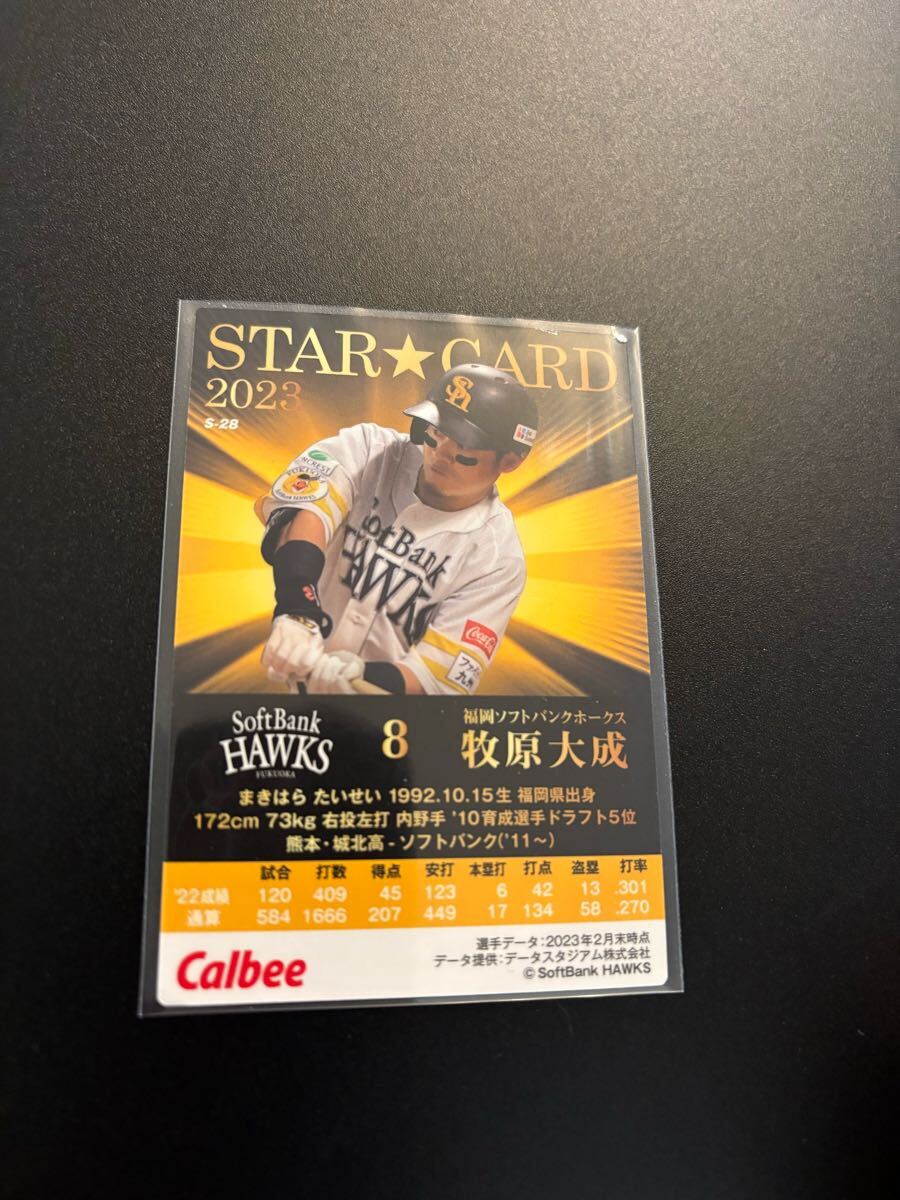 STAR★CARD
2023
S-28
SoftBank
HAWKS
Coca-Cola
九州
SoftBank
HAWKS
FUKUOKA
8
福岡ソフトバンクホークス
牧原大成
まきはら たいせい 1992.10.15生 福岡県出身
172cm 73kg 右投左打 内野手 '10育成選手ドラフト5位
熊本・城北高 - ソフトバンク('11~)
試合 打数 得点 安打 本塁打 打点 盗塁 打率
'22成績 120 409 45 123 6 42 13 .301
通算 584 1666 207 449 17 134 58 .270
Calbee
選手データ:2023年2月末時点
データ提供:データスタジアム株式会社
© SoftBank HAWKS